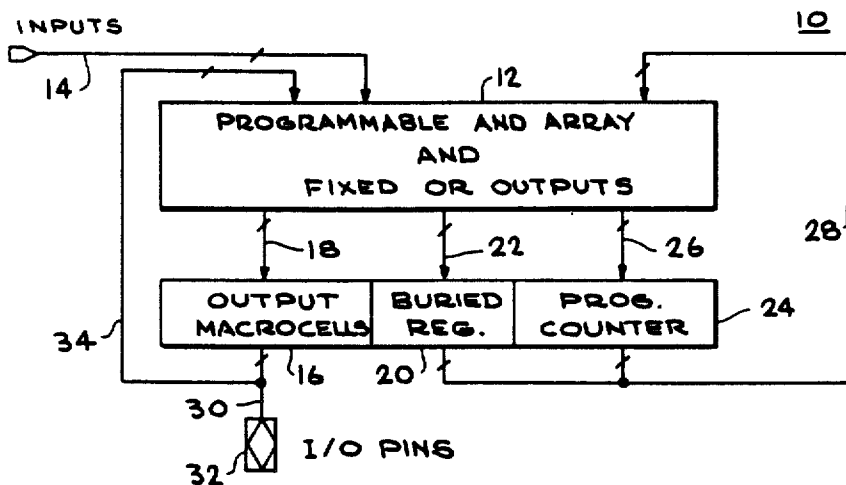 INPUTS
10
14
12
PROGRAMMABLE AND ARRAY
AND
FIXED OR OUTPUTS
18
22
26
28
OUTPUT
MACROCELLS
BURIED
REG.
PROG.
COUNTER
24
34
16
20
30
32
I/O PINS